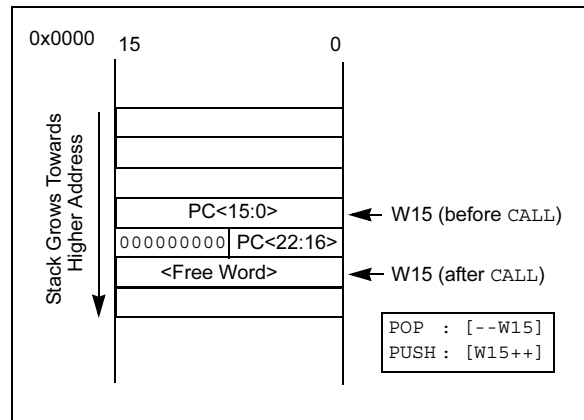 0x0000
15 0
Stack Grows Towards
Higher Address
PC<15:0>
W15 (before CALL)
000000000 PC<22:16>
<Free Word>
W15 (after CALL)
POP : [--W15]
PUSH : [W15++]